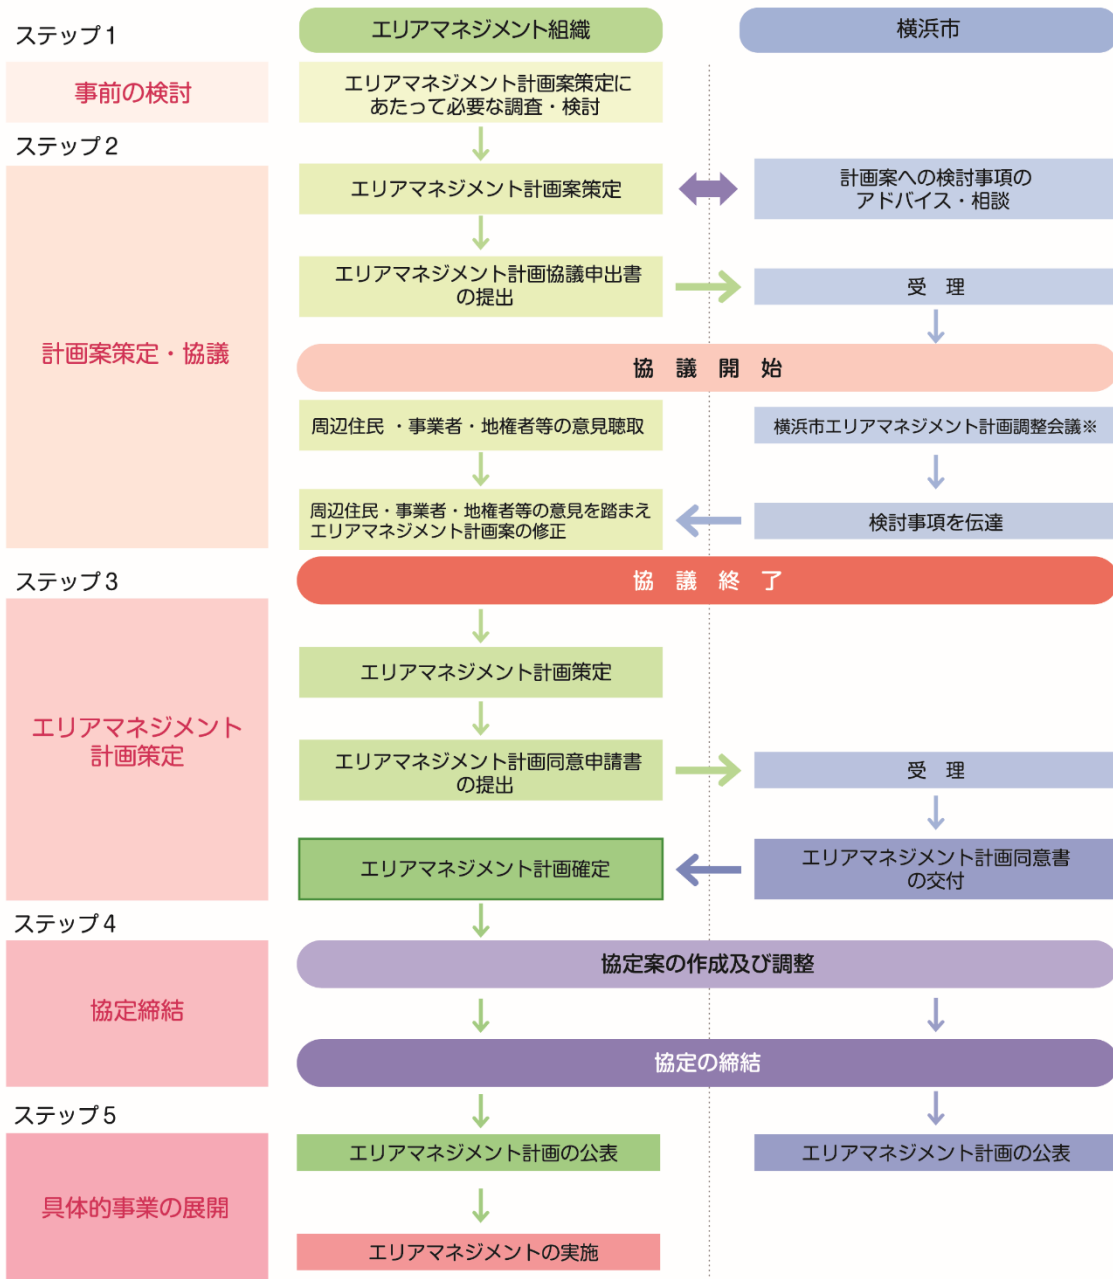 ステップ1
エリアマネジメント組織
横浜市
事前の検討
エリアマネジメント計画案策定に
あたって必要な調査・検討
ステップ2
計画案策定・協議
エリアマネジメント計画案策定
計画案への検討事項の
アドバイス・相談
エリアマネジメント計画協議申出書
の提出
受 理
協 議 開 始
周辺住民 ・事業者・地権者等の意見聴取
横浜市エリアマネジメント計画調整会議※
周辺住民・事業者・地権者等の意見を踏まえ
エリアマネジメント計画案の修正
検討事項を伝達
ステップ3
協 議 終 了
エリアマネジメント
計画策定
エリアマネジメント計画策定
エリアマネジメント計画同意申請書
の提出
受 理
エリアマネジメント計画確定
エリアマネジメント計画同意書
の交付
ステップ4
協定締結
協定案の作成及び調整
協定の締結
ステップ5
具体的事業の展開
エリアマネジメント計画の公表
エリアマネジメント計画の公表
エリアマネジメントの実施